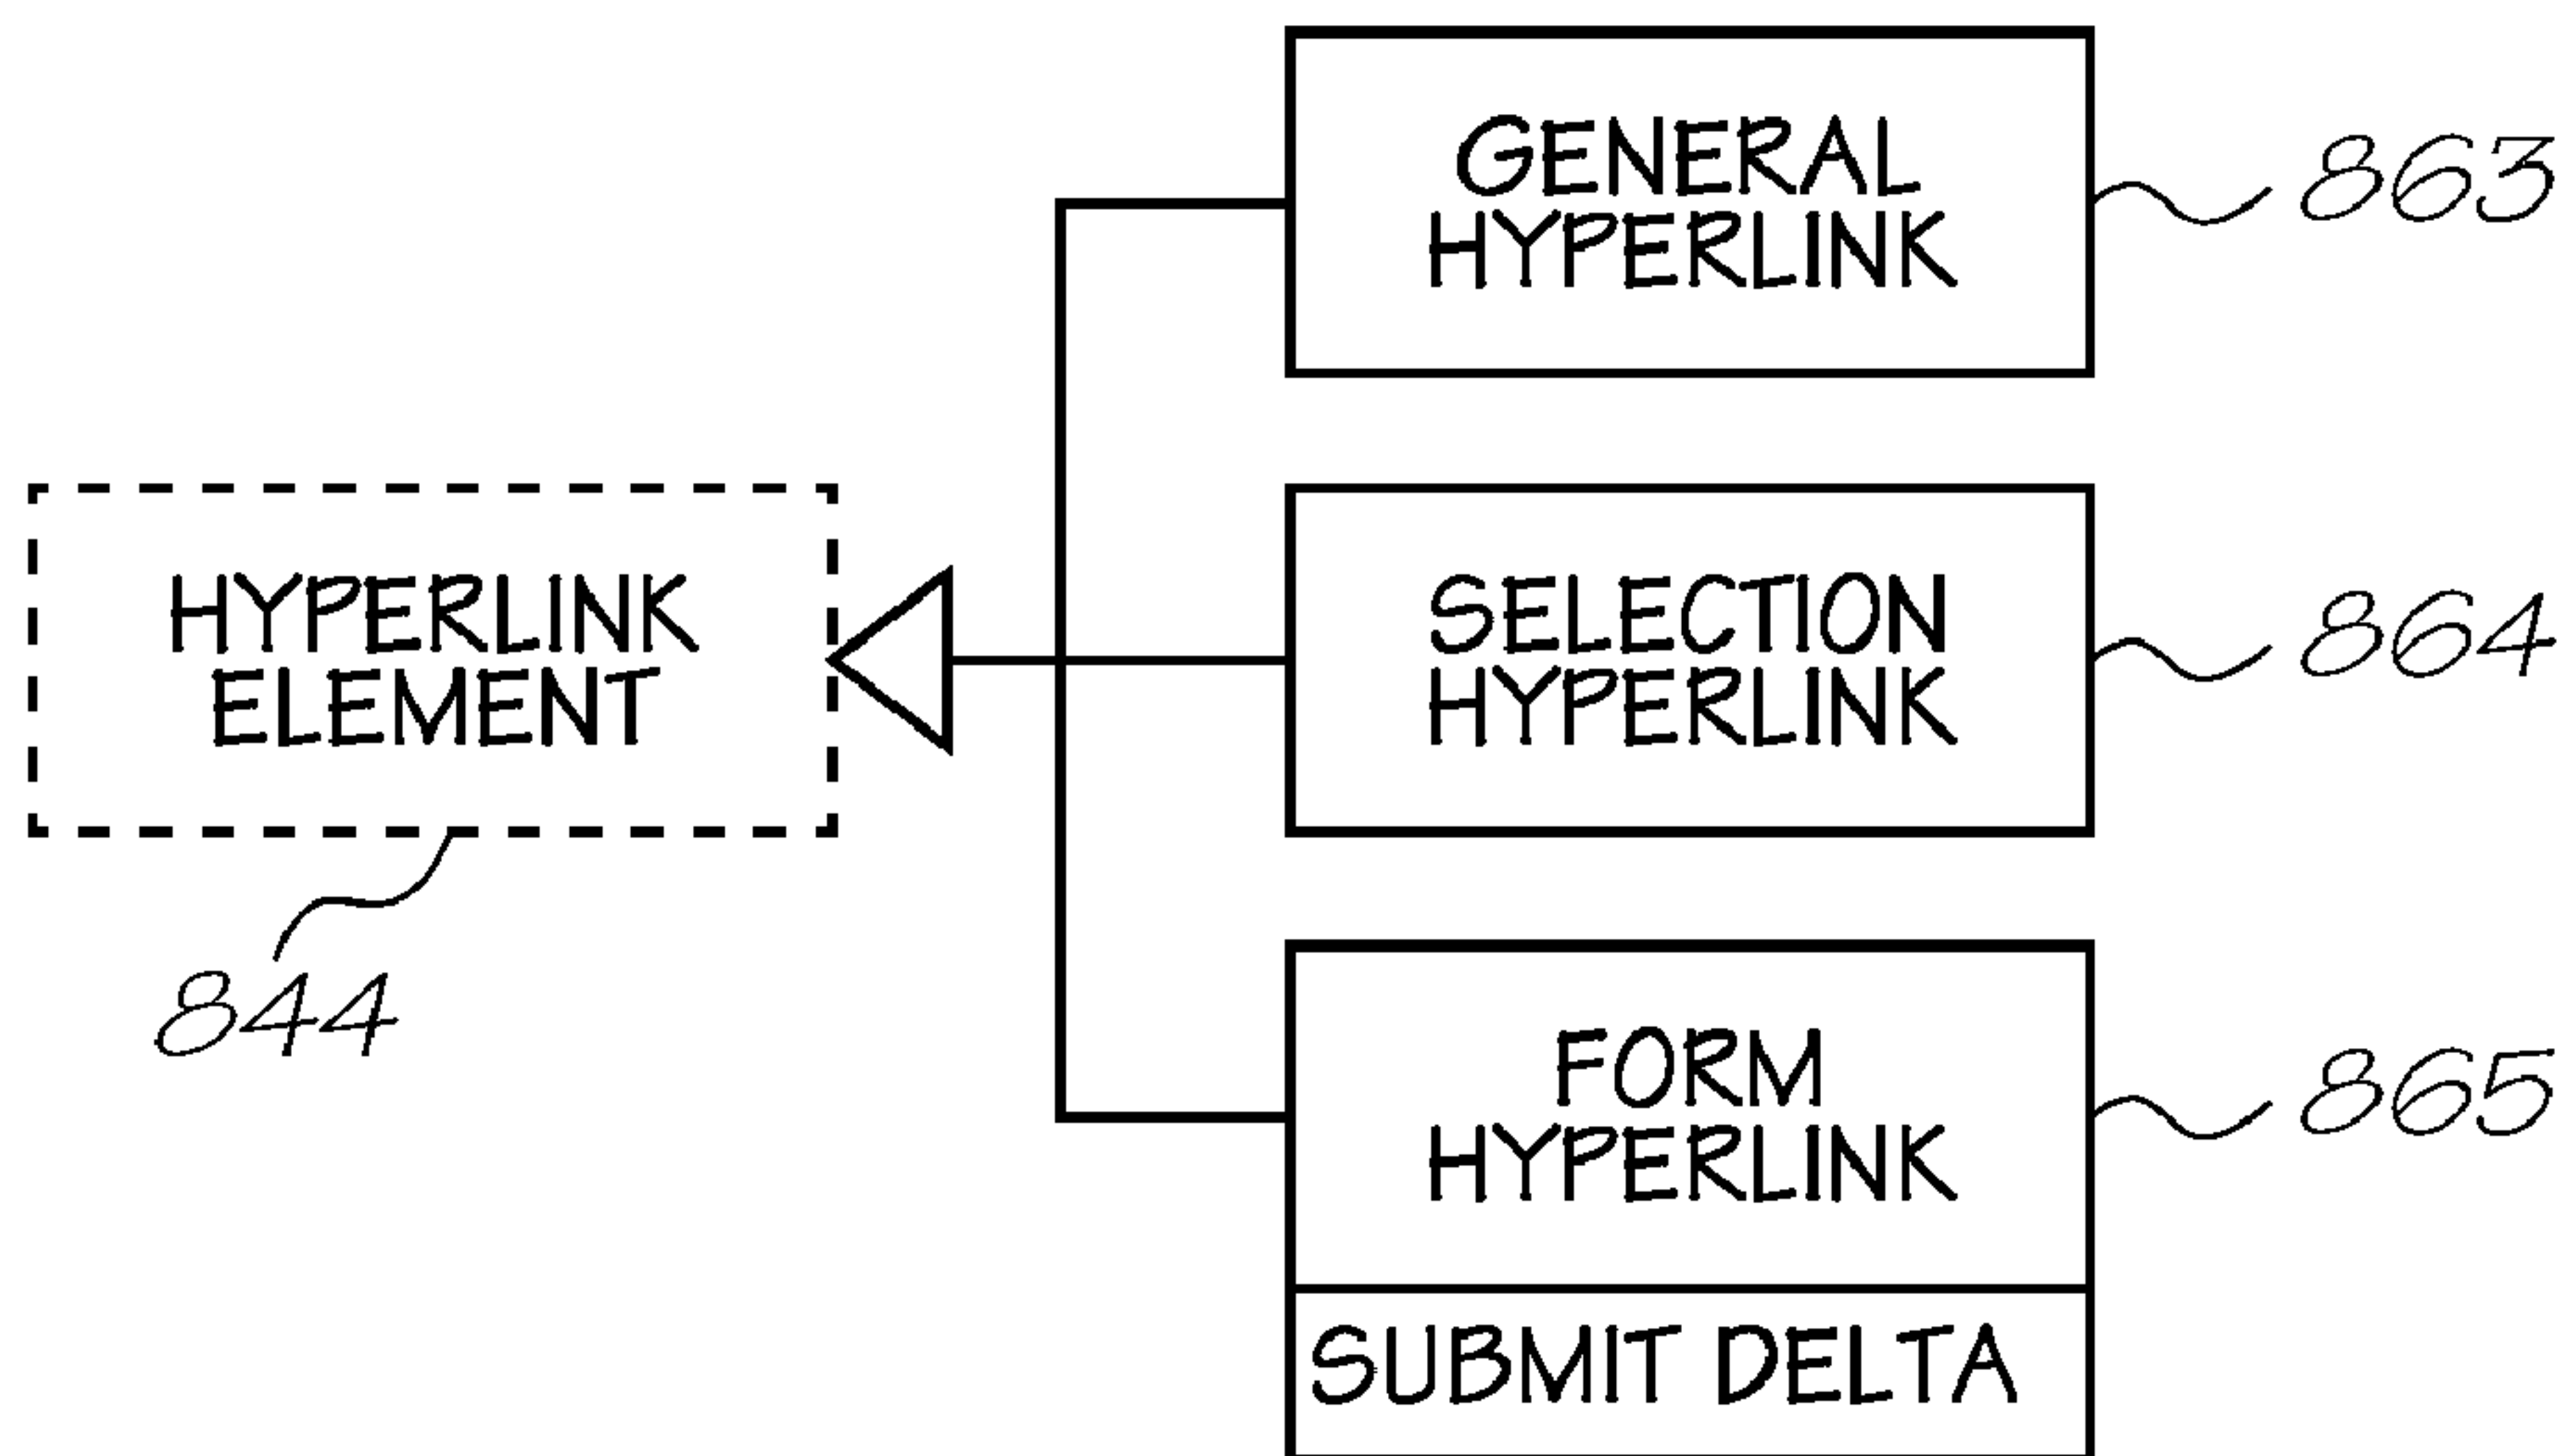 GENERAL
HYPERLINK
863
HYPERLINK
ELEMENT
844
SELECTION
HYPERLINK
864
FORM
HYPERLINK
865
SUBMIT DELTA